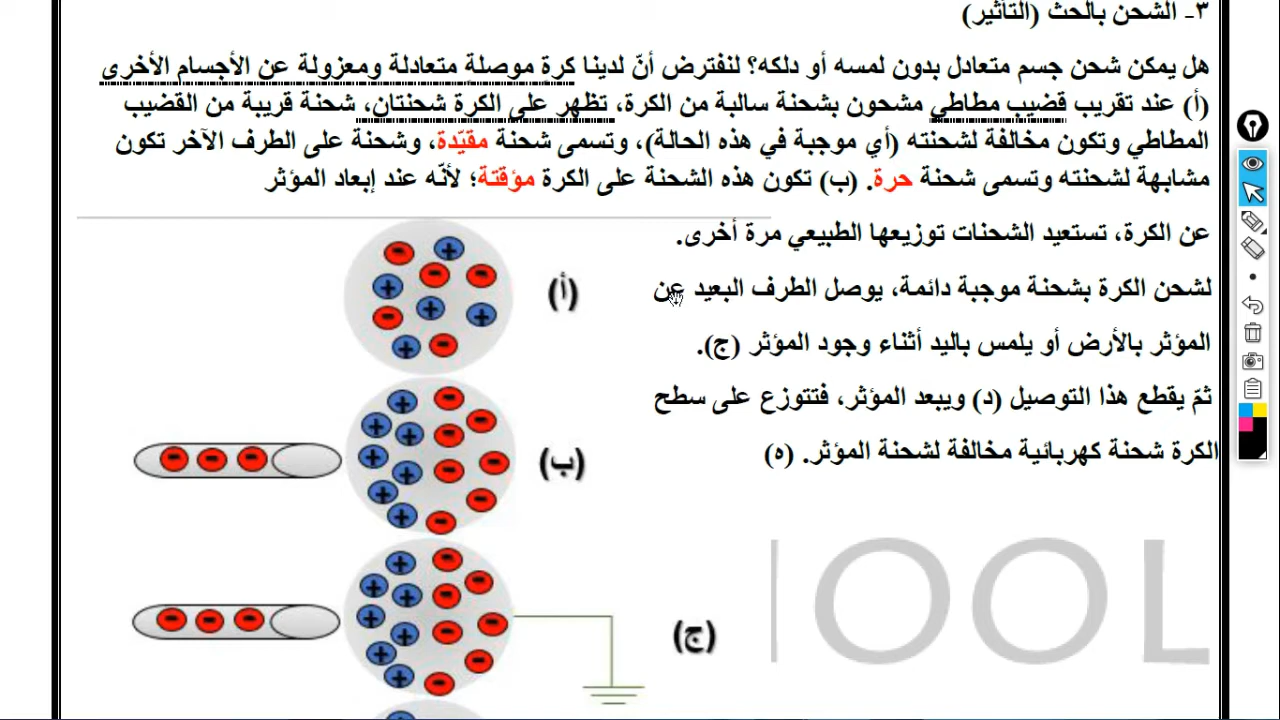 ٣- الشحن بالحث (التأثير)
هل يمكن شحن جسم متعادل بدون لمسه أو دلكه؟ لنفترض أنّ لدينا كرة موصلة متعادلة ومعزولة عن الأجسام الأخرى
(أ) عند تقريب قضيب مطاطي مشحون بشحنة سالبة من الكرة، تظهر على الكرة شحنتان، شحنة قريبة من القضيب
المطاطي وتكون مخالفة لشحنته (أي موجبة في هذه الحالة)، وتسمى شحنة مقيّدة، وشحنة على الطرف الآخر تكون
مشابهة لشحنته وتسمى شحنة حرة. (ب) تكون هذه الشحنة على الكرة مؤقتة؛ لأنّه عند إبعاد المؤثر
عن الكرة، تستعيد الشحنات توزيعها الطبيعي مرة أخرى.
لشحن الكرة بشحنة موجبة دائمة، يوصل الطرف البعيد عن
المؤثر بالأرض أو يلمس باليد أثناء وجود المؤثر (ج).
ثمّ يقطع هذا التوصيل (د) ويبعد المؤثر، فتتوزع على سطح
الكرة شحنة كهربائية مخالفة لشحنة المؤثر. (ه)
(أ)
(ب)
(ج)
OOL